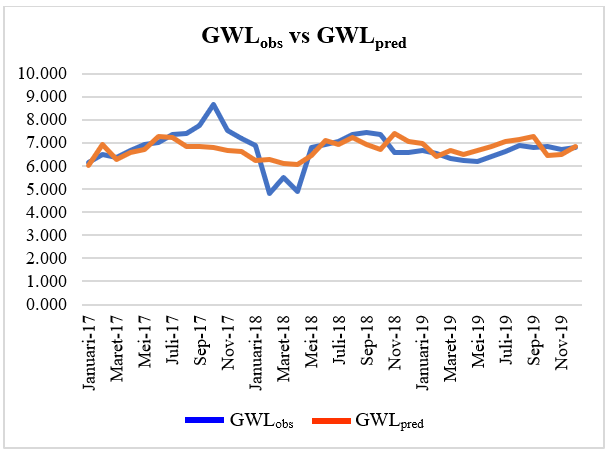 GWLobs vs GWLpred
10.000
9.000
8.000
7.000
6.000
5.000
4.000
3.000
2.000
1.000
0.000
Januari-17
Maret-17
Mei-17
Juli-17
Sep-17
Nov-17
Januari-18
Maret-18
Mei-18
Juli-18
Sep-18
Nov-18
Januari-19
Maret-19
Mei-19
Juli-19
Sep-19
Nov-19
GWLobs GWLpred